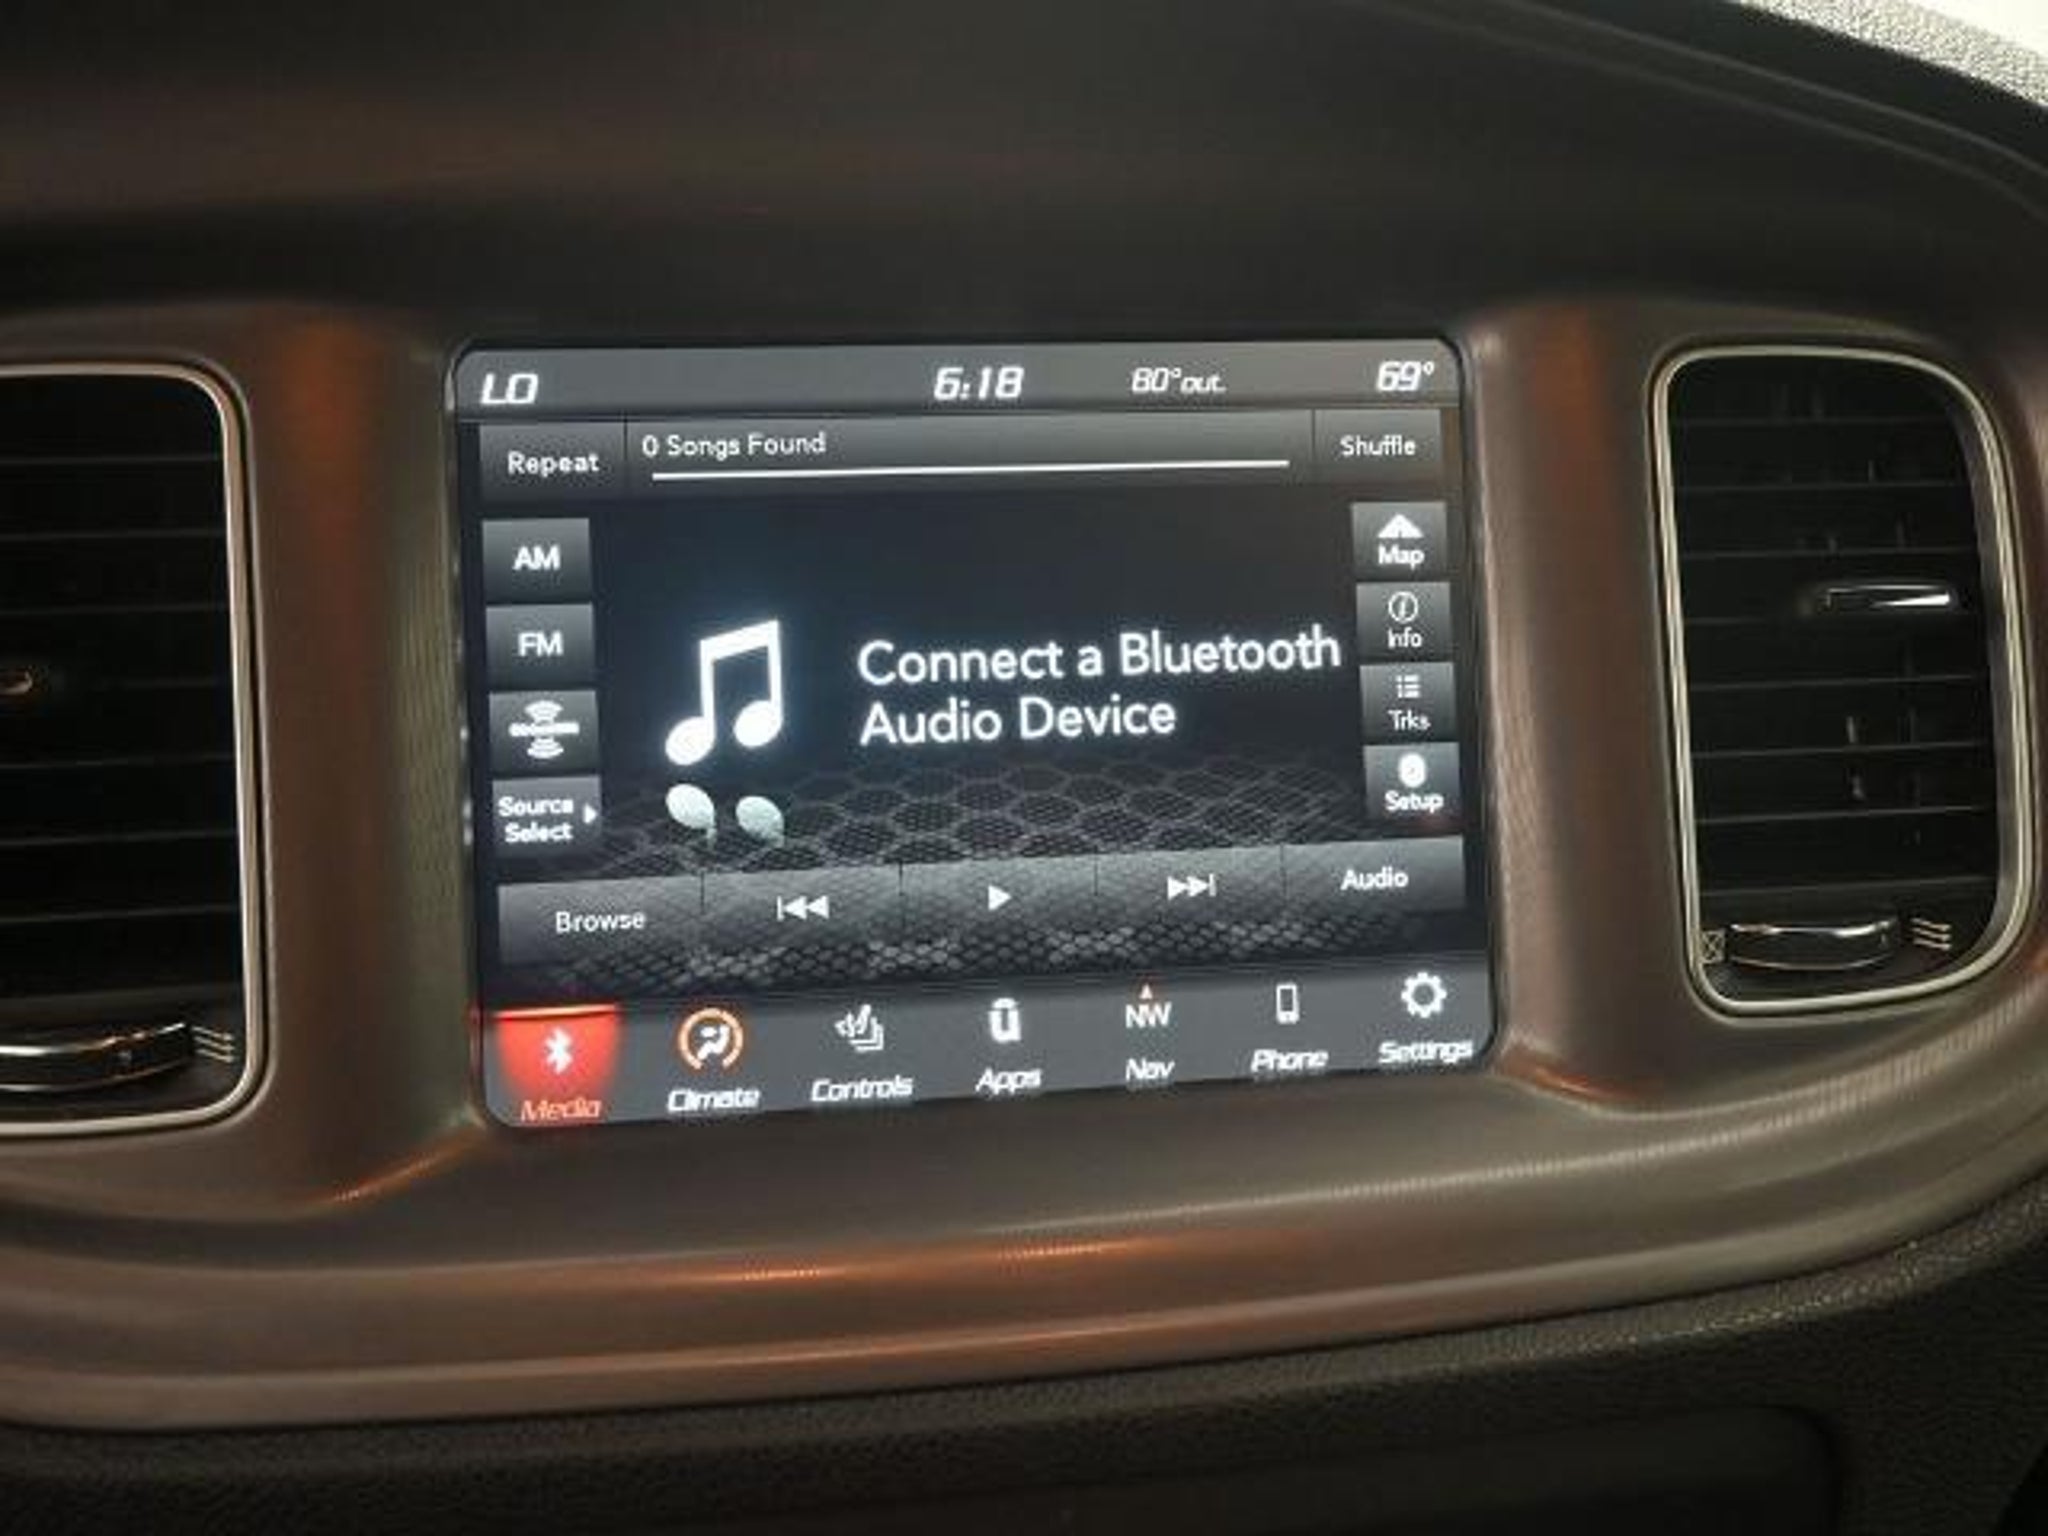 LO 6:18 80° out. 69°
Repeat 0 Songs Found Shuffle
AM
FM
Source
Select
Connect a Bluetooth
Audio Device
Map
Info
Trks
Setup
Browse Audio
Media Climate Controls Apps NW Nav Phone Settings